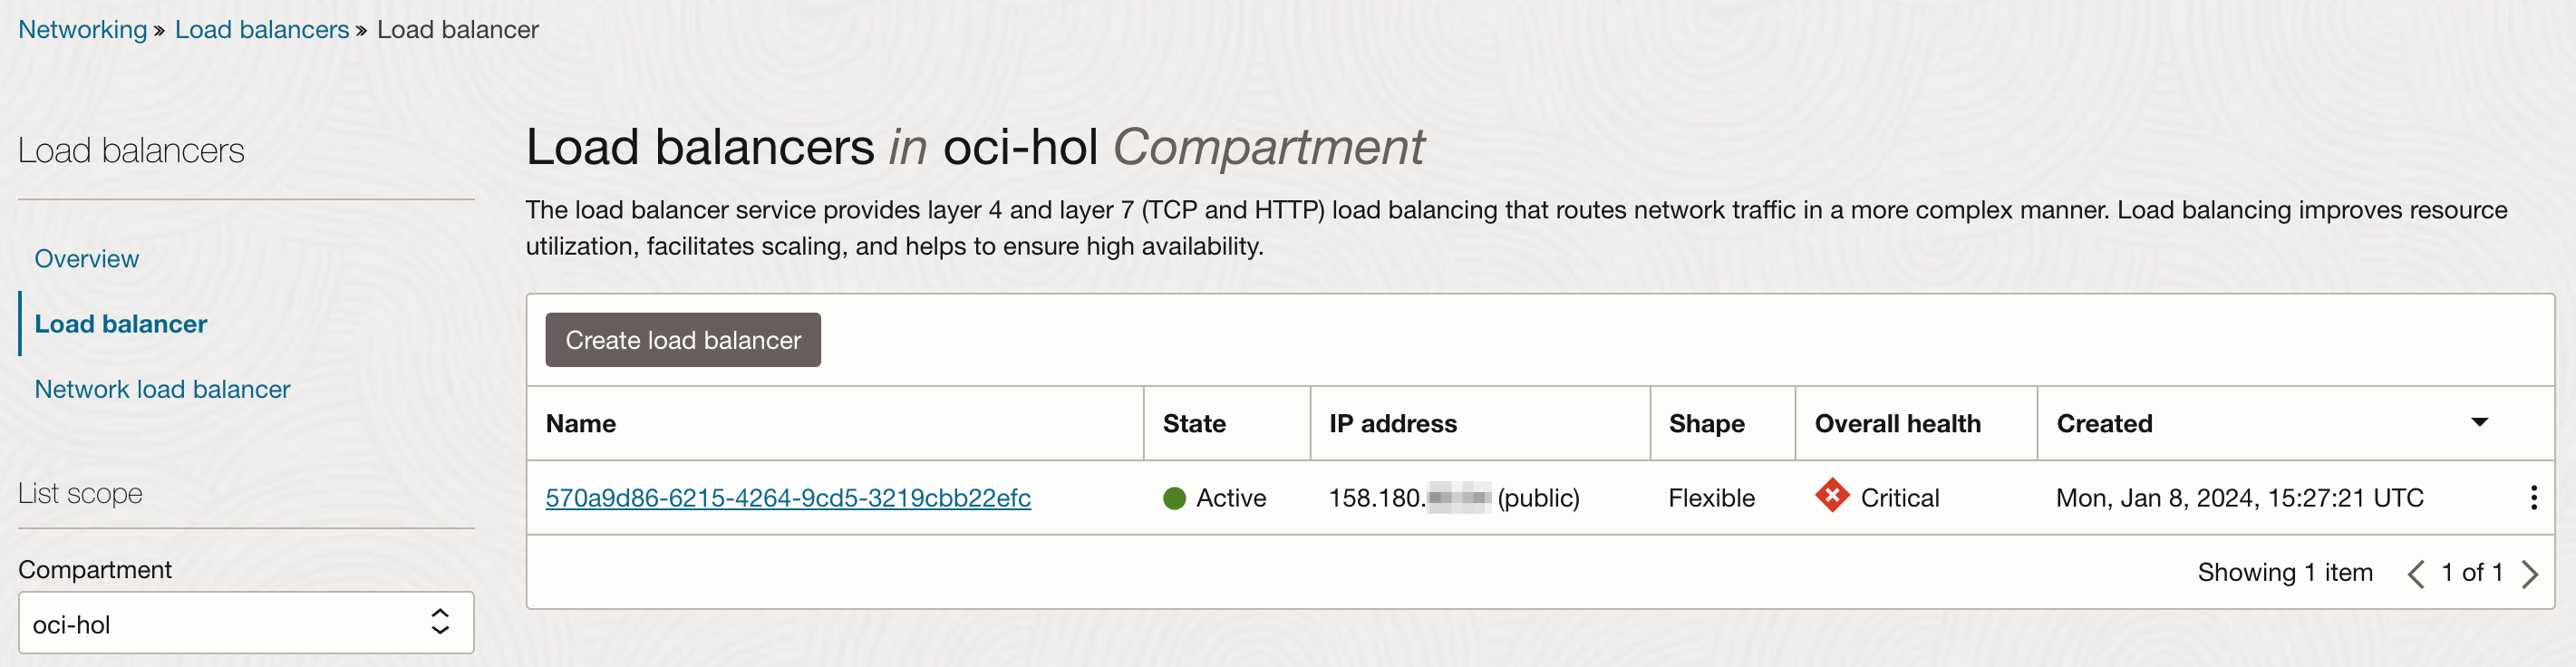 Networking » Load balancers » Load balancer
Load balancers
Overview
Load balancer
Network load balancer
List scope
Compartment
oci-hol
Load balancers in oci-hol Compartment
The load balancer service provides layer 4 and layer 7 (TCP and HTTP) load balancing that routes network traffic in a more complex manner. Load balancing improves resource
utilization, facilitates scaling, and helps to ensure high availability.
Create load balancer
Name State IP address Shape Overall health Created
570a9d86-6215-4264-9cd5-3219cbb22efc Active 158.180. (public) Flexible Critical Mon, Jan 8, 2024, 15:27:21 UTC
Showing 1 item 1 of 1